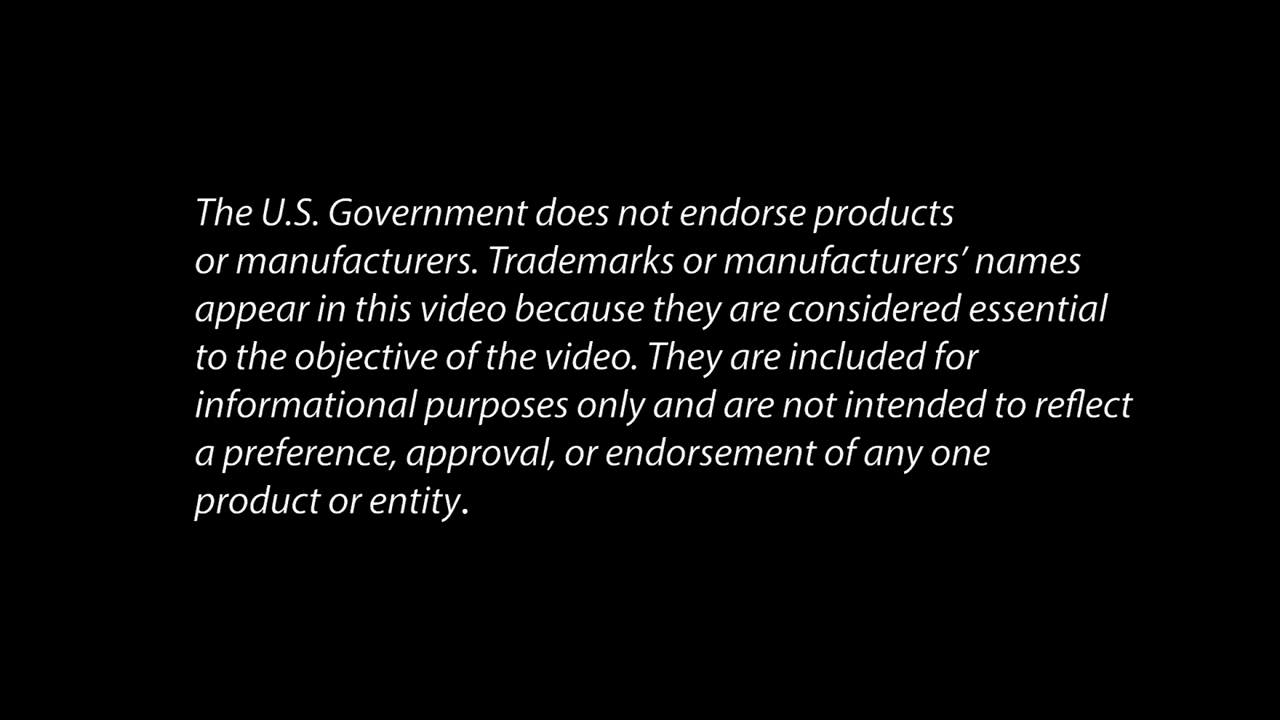 The U.S. Government does not endorse products
or manufacturers. Trademarks or manufacturers’ names
appear in this video because they are considered essential
to the objective of the video. They are included for
informational purposes only and are not intended to reflect
a preference, approval, or endorsement of any one
product or entity.